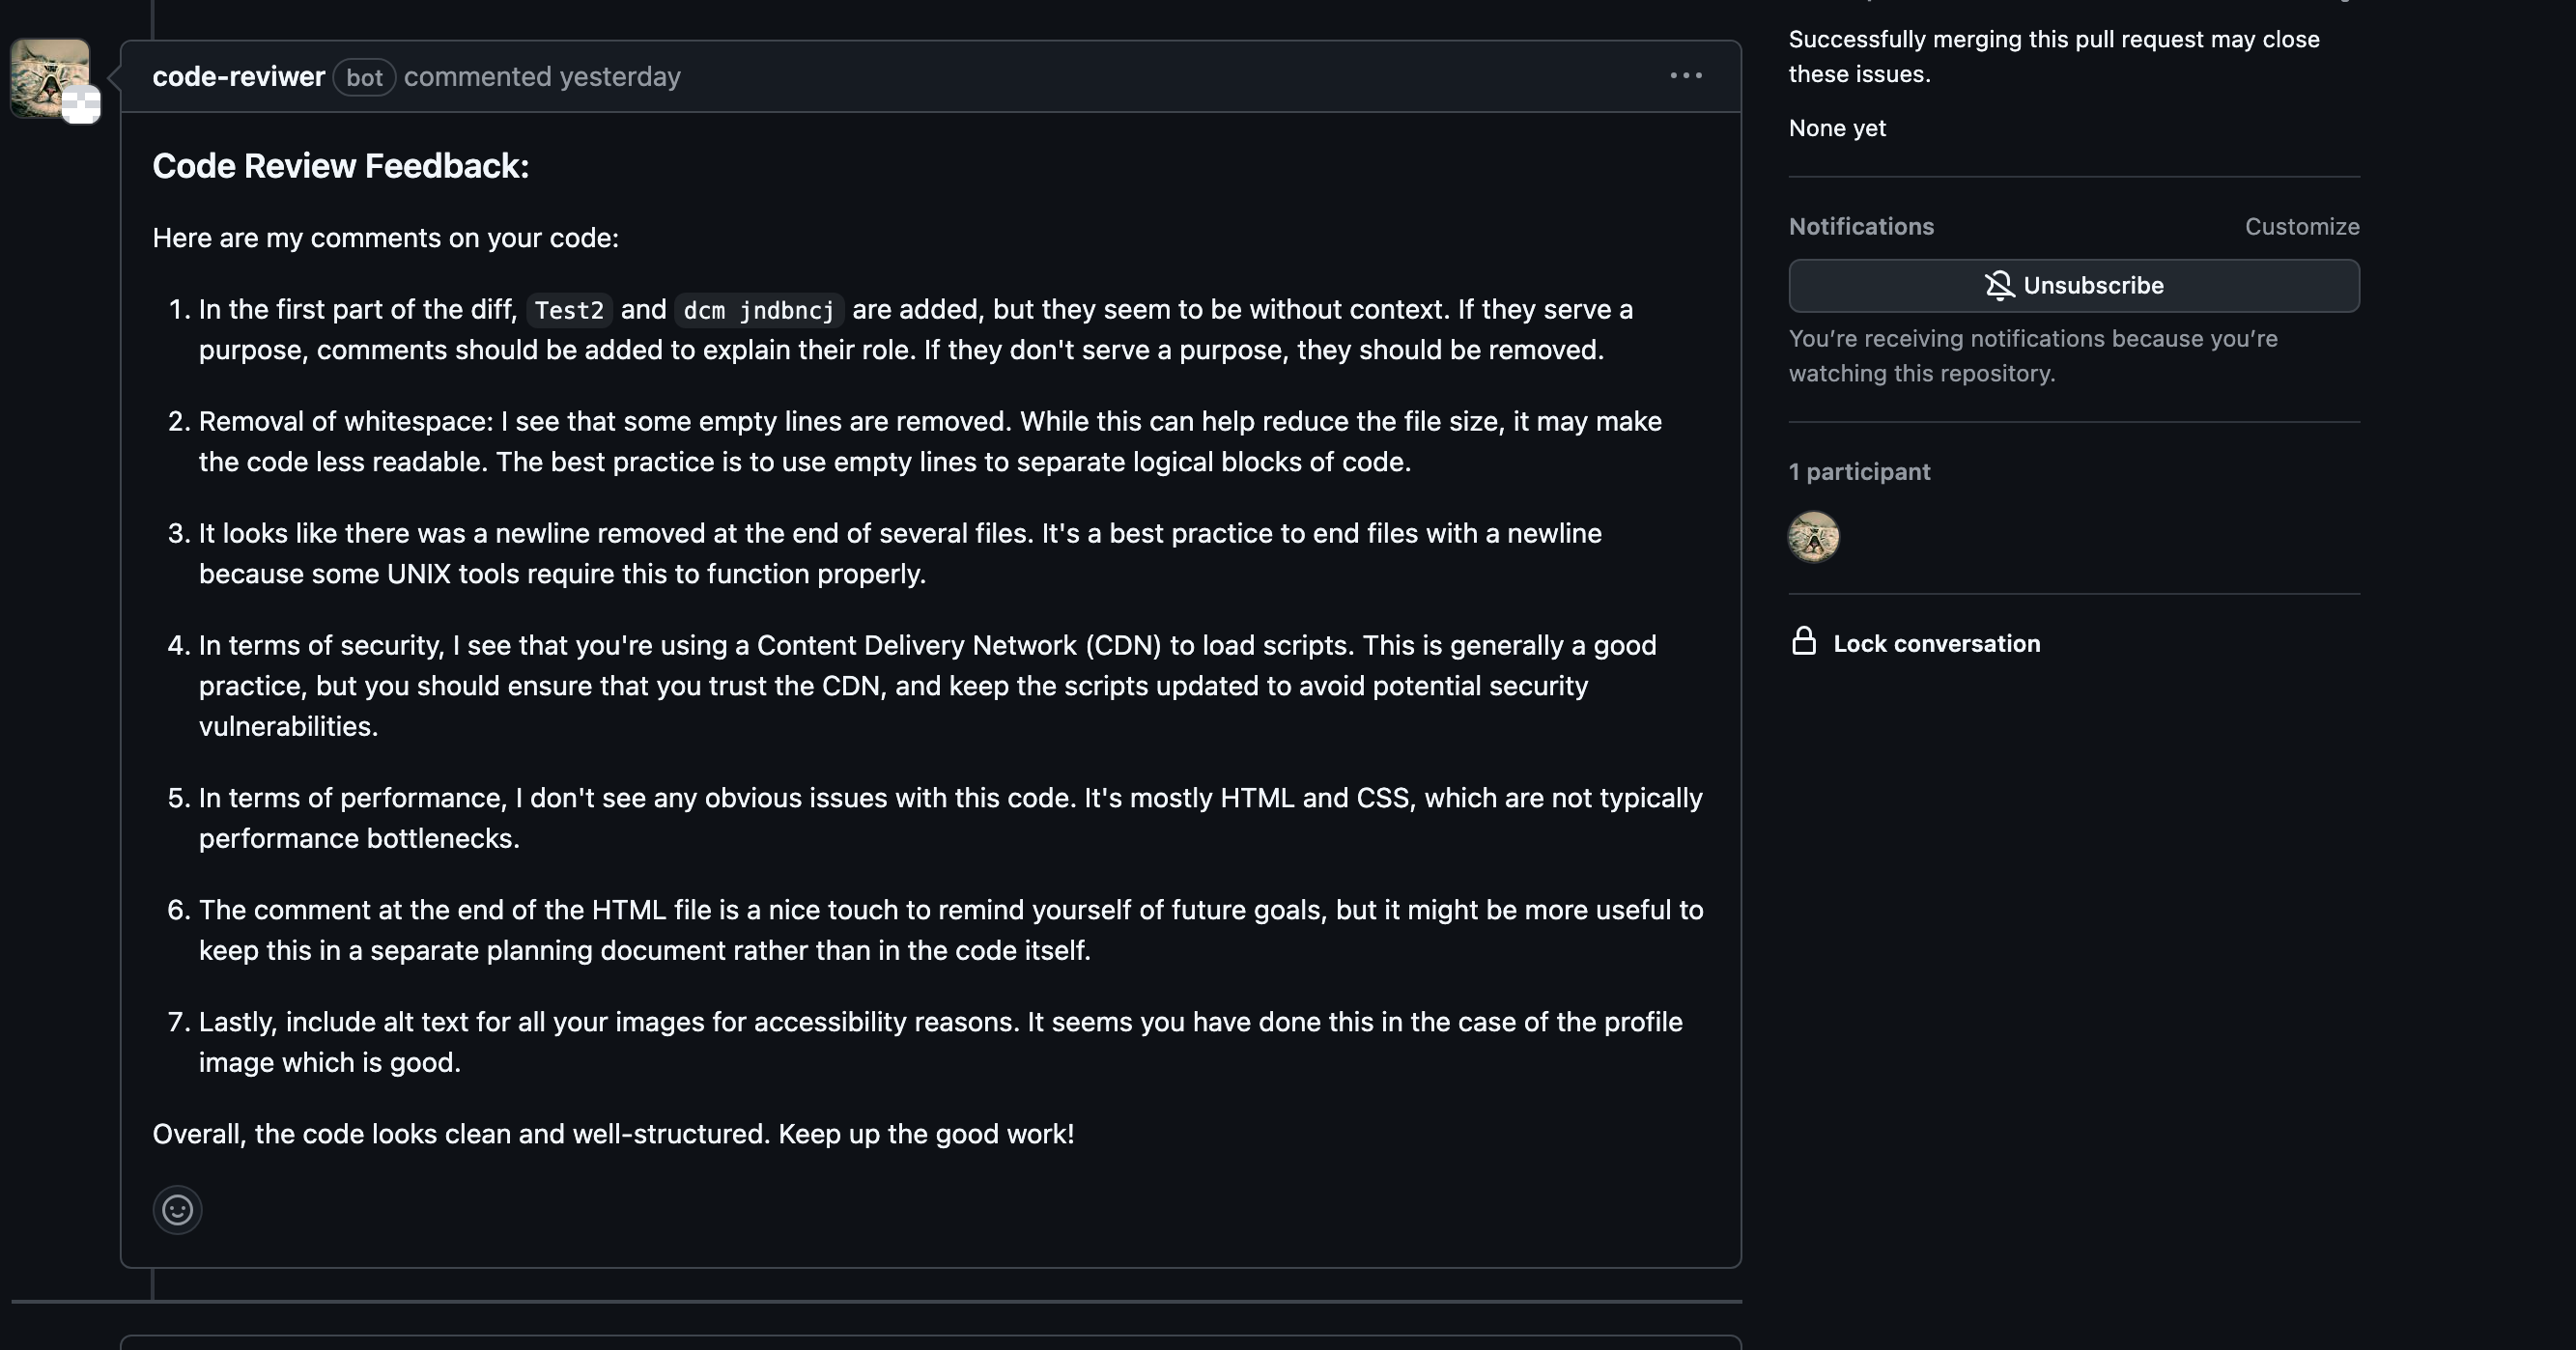 code-reviwer bot commented yesterday
Code Review Feedback:
Here are my comments on your code:
1. In the first part of the diff, Test2 and dcm jndbncj are added, but they seem to be without context. If they serve a
purpose, comments should be added to explain their role. If they don't serve a purpose, they should be removed.
2. Removal of whitespace: I see that some empty lines are removed. While this can help reduce the file size, it may make
the code less readable. The best practice is to use empty lines to separate logical blocks of code.
3. It looks like there was a newline removed at the end of several files. It's a best practice to end files with a newline
because some UNIX tools require this to function properly.
4. In terms of security, I see that you're using a Content Delivery Network (CDN) to load scripts. This is generally a good
practice, but you should ensure that you trust the CDN, and keep the scripts updated to avoid potential security
vulnerabilities.
5. In terms of performance, I don't see any obvious issues with this code. It's mostly HTML and CSS, which are not typically
performance bottlenecks.
6. The comment at the end of the HTML file is a nice touch to remind yourself of future goals, but it might be more useful to
keep this in a separate planning document rather than in the code itself.
7. Lastly, include alt text for all your images for accessibility reasons. It seems you have done this in the case of the profile
image which is good.
Overall, the code looks clean and well-structured. Keep up the good work!
Successfully merging this pull request may close
these issues.
None yet
Notifications
Customize
Unsubscribe
You’re receiving notifications because you’re
watching this repository.
1 participant
Lock conversation